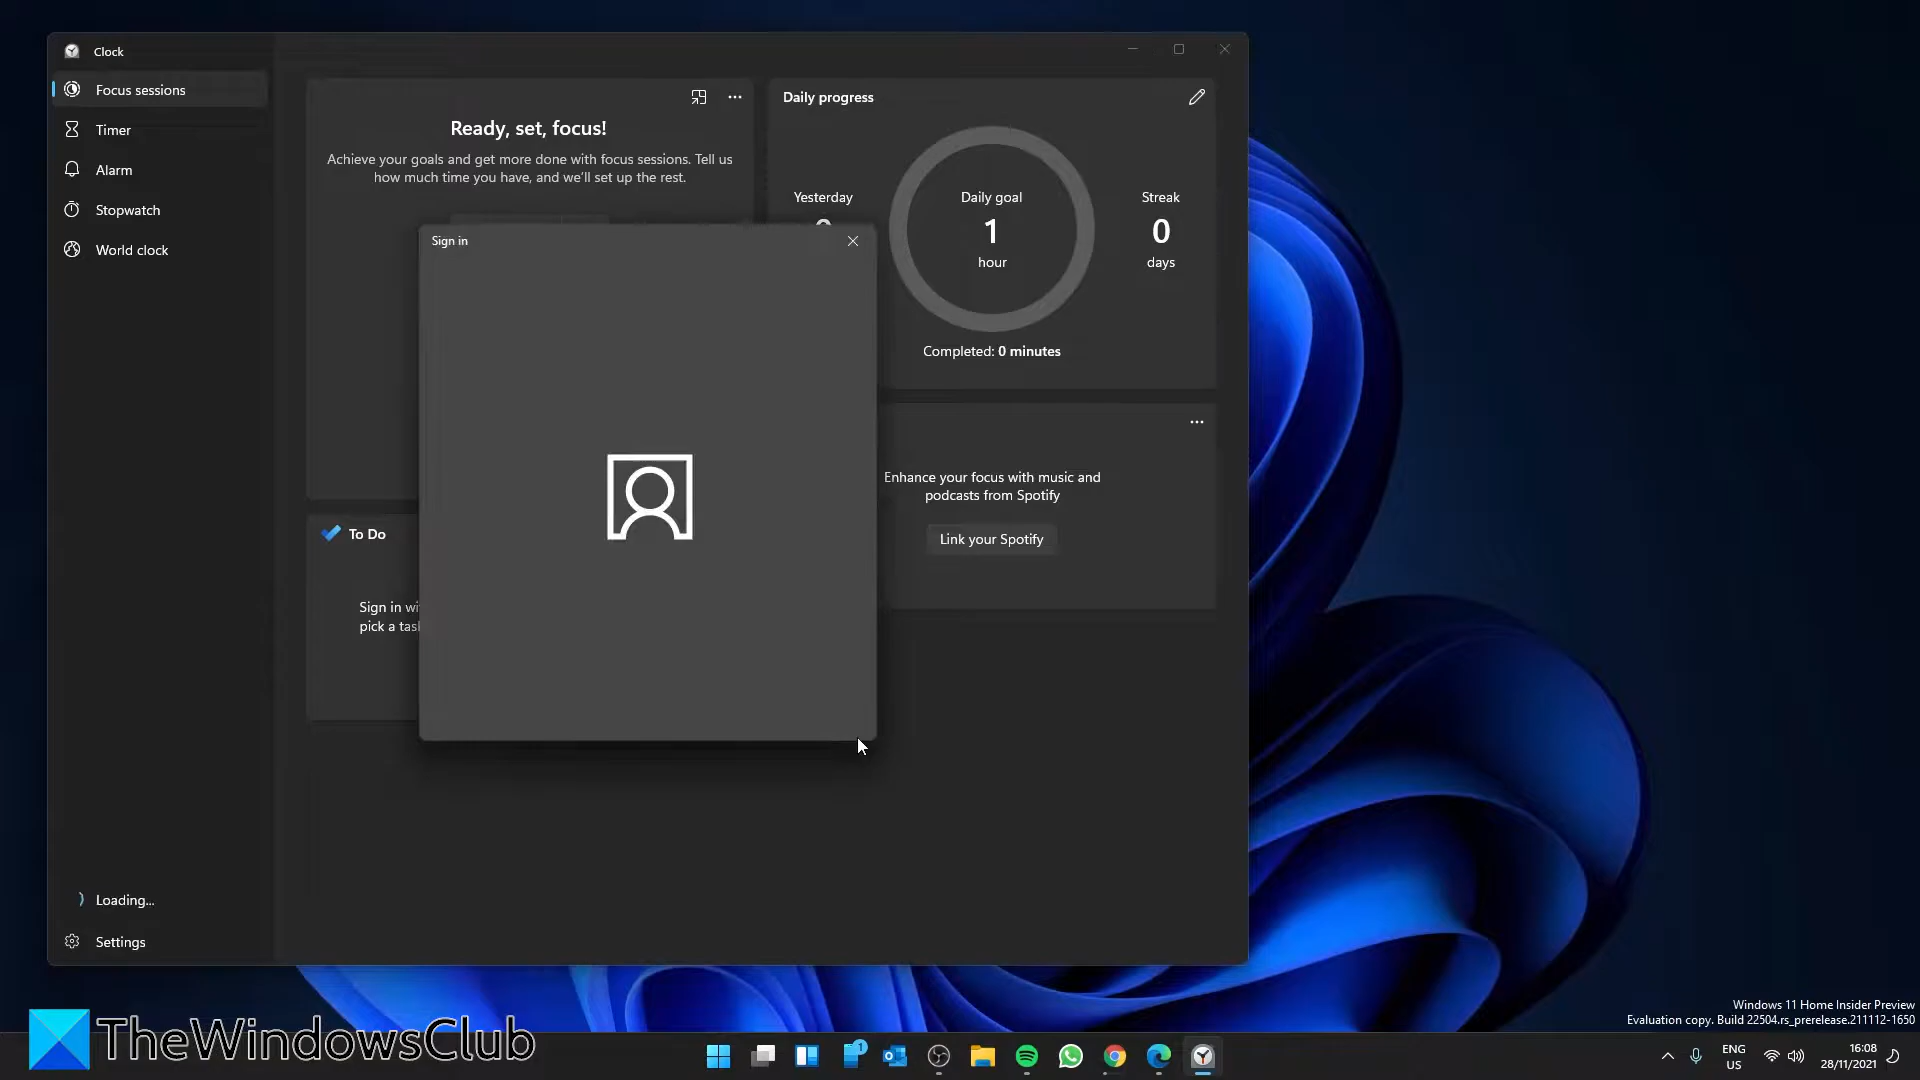 Clock
Focus sessions
Timer
Alarm
Stopwatch
World clock
Loading...
Settings
Ready, set, focus!
Achieve your goals and get more done with focus sessions. Tell us
how much time you have, and we'll set up the rest.
Sign in
To Do
Sign in
pick a
Daily progress
Yesterday
Daily goal
1
hour
Streak
0
days
Completed: 0 minutes
Enhance your focus with music and
podcasts from Spotify
Link your Spotify
Windows 11 Home Insider Preview
Evaluation copy. Build 22504.rs_prerelease.211112-1650
TheWindowsClub
1
ENG
US
16:08
28/11/2021